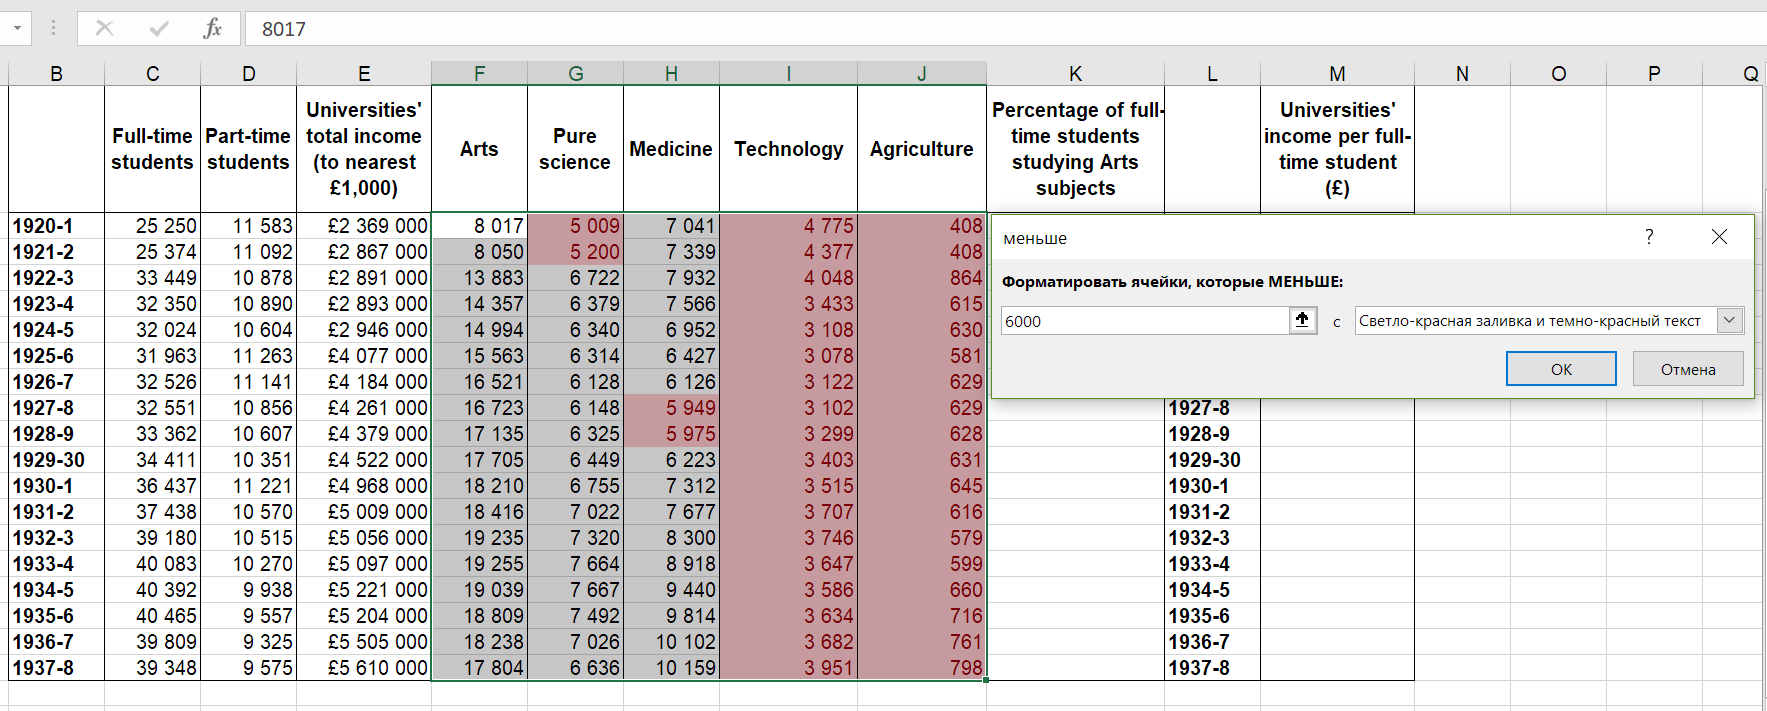 8017
B C D E F G H I J K L M N O P Q
Full-time students Part-time students Universities' total income (to nearest £1,000) Arts Pure science Medicine Technology Agriculture Percentage of full-time students studying Arts subjects Universities' income per full-time student (£)
1920-1 25 250 11 583 £2 369 000 8 017 5 009 7 041 4 775 408
1921-2 25 374 11 092 £2 867 000 8 050 5 200 7 339 4 377 408
1922-3 33 449 10 878 £2 891 000 13 883 6 722 7 932 4 048 864
1923-4 32 350 10 890 £2 893 000 14 357 6 379 7 566 3 433 615
1924-5 32 024 10 604 £2 946 000 14 994 6 340 6 952 3 108 630
1925-6 31 963 11 263 £4 077 000 15 563 6 314 6 427 3 078 581
1926-7 32 526 11 141 £4 184 000 16 521 6 128 6 126 3 122 629
1927-8 32 551 10 856 £4 261 000 16 723 6 148 5 949 3 102 629 1927-8
1928-9 33 362 10 607 £4 379 000 17 135 6 325 5 975 3 299 628 1928-9
1929-30 34 411 10 351 £4 522 000 17 705 6 449 6 223 3 403 631 1929-30
1930-1 36 437 11 221 £4 968 000 18 210 6 755 7 312 3 515 645 1930-1
1931-2 37 438 10 570 £5 009 000 18 416 7 022 7 677 3 707 616 1931-2
1932-3 39 180 10 515 £5 056 000 19 235 7 320 8 300 3 746 579 1932-3
1933-4 40 083 10 270 £5 097 000 19 255 7 664 8 918 3 647 599 1933-4
1934-5 40 392 9 938 £5 221 000 19 039 7 667 9 440 3 586 660 1934-5
1935-6 40 465 9 557 £5 204 000 18 809 7 492 9 814 3 634 716 1935-6
1936-7 39 809 9 325 £5 505 000 18 238 7 026 10 102 3 682 761 1936-7
1937-8 39 348 9 575 £5 610 000 17 804 6 636 10 159 3 951 798 1937-8
меньше ?
Форматировать ячейки, которые МЕНЬШЕ:
6000 с Светло-красная заливка и темно-красный текст
ОК Отмена